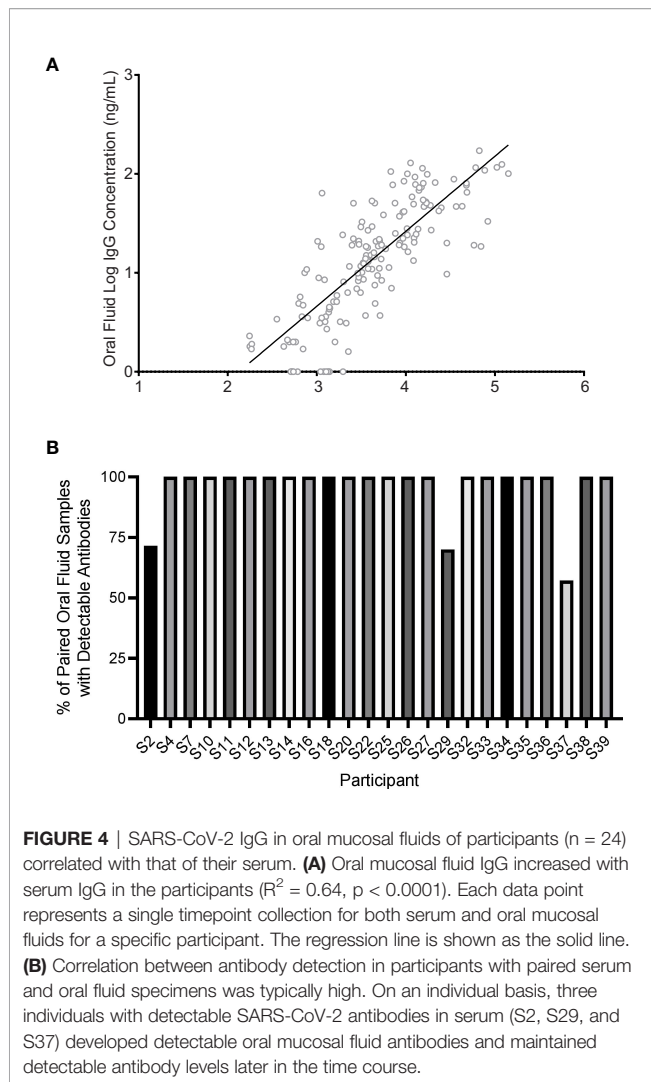 A
Oral Fluid Log IgG Concentration (ng/mL)
3
2
1
0
1 2 3 4 5 6
B
% of Paired Oral Fluid Samples
with Detectable Antibodies
100
75
50
25
0
S2 S4 S7 S10 S11 S12 S13 S14 S16 S18 S20 S22 S25 S26 S27 S29 S32 S33 S34 S35 S36 S37 S38 S39
Participant
FIGURE 4 | SARS-CoV-2 IgG in oral mucosal fluids of participants (n = 24)
correlated with that of their serum. (A) Oral mucosal fluid IgG increased with
serum IgG in the participants (R² = 0.64, p < 0.0001). Each data point
represents a single timepoint collection for both serum and oral mucosal
fluids for a specific participant. The regression line is shown as the solid line.
(B) Correlation between antibody detection in participants with paired serum
and oral fluid specimens was typically high. On an individual basis, three
individuals with detectable SARS-CoV-2 antibodies in serum (S2, S29, and
S37) developed detectable oral mucosal fluid antibodies and maintained
detectable antibody levels later in the time course.